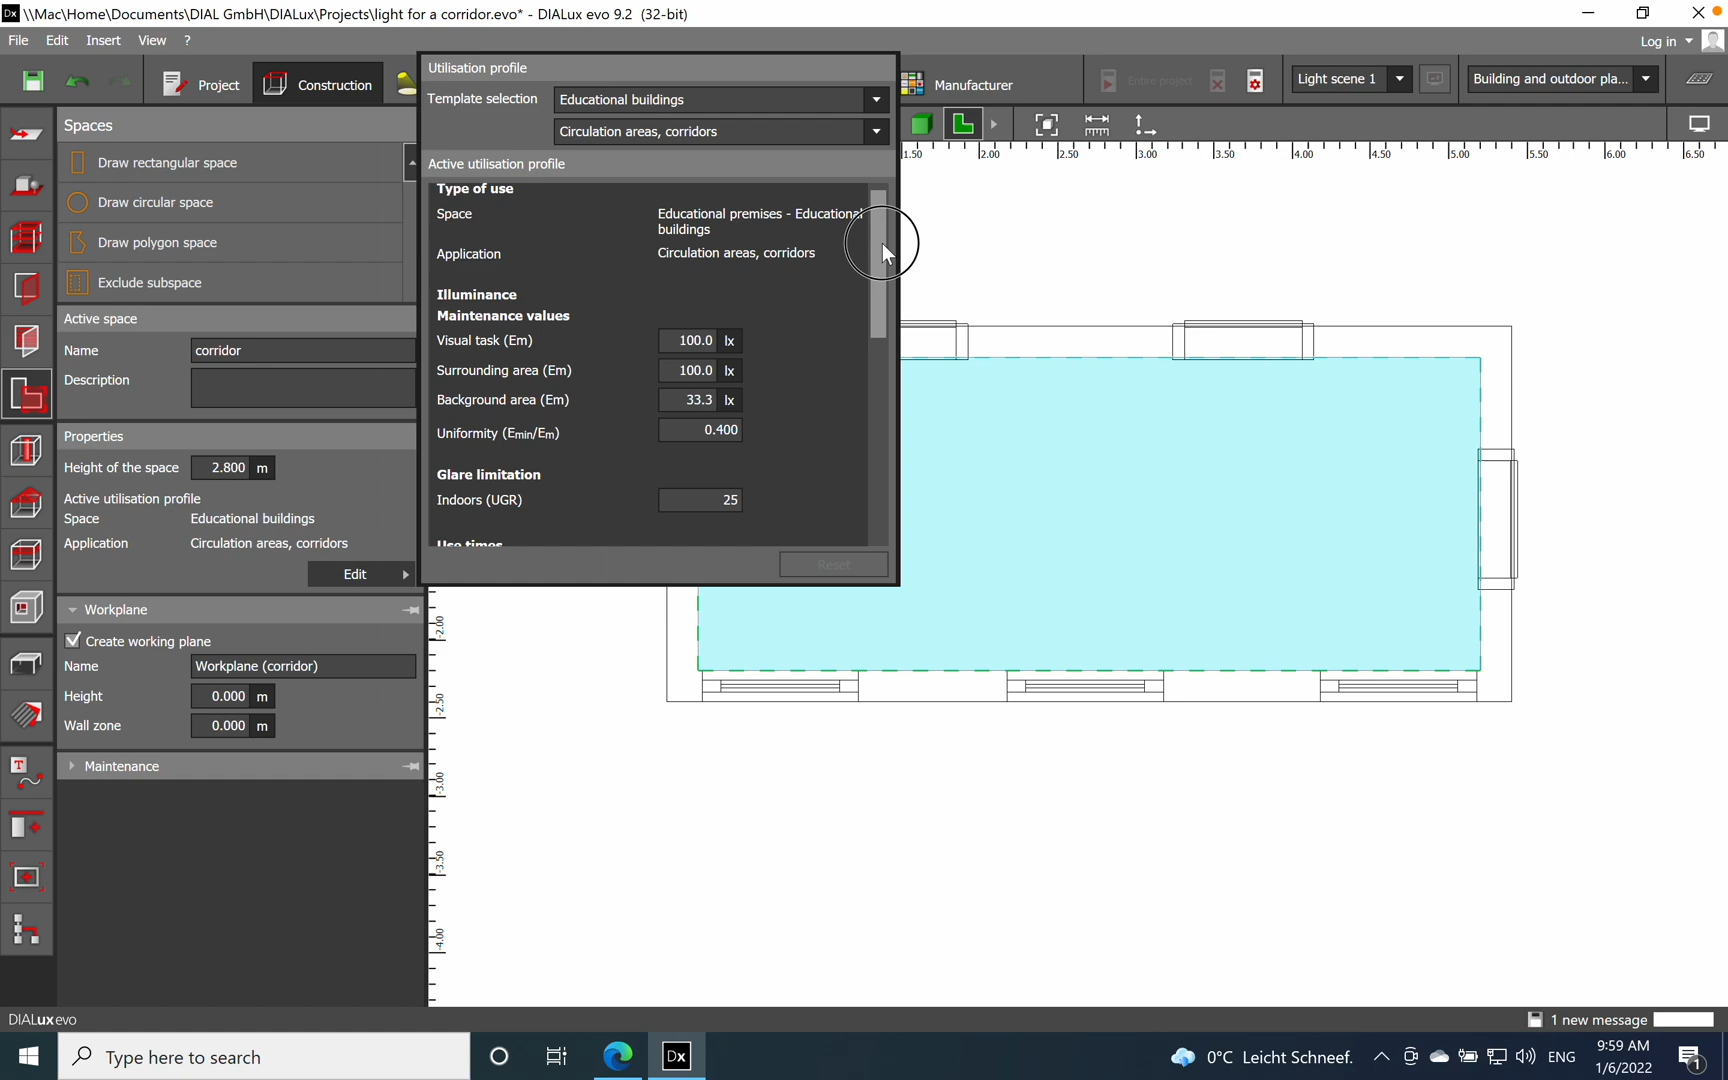 Dx \\Mac\Home\Documents\DIAL GmbH\DIALux\Projects\light for a corridor.evo* - DIALux evo 9.2 (32-bit)
File Edit Insert View ? Log in
Project Construction Manufacturer Entire project Light scene 1 Building and outdoor pla...
Utilisation profile
Template selection Educational buildings
Circulation areas, corridors
Active utilisation profile
Type of use
Space Educational premises - Educational
buildings
Application Circulation areas, corridors
Illuminance
Maintenance values
Visual task (Em) 100.0 lx
Surrounding area (Em) 100.0 lx
Background area (Em) 33.3 lx
Uniformity (Emin/Em) 0.400
Glare limitation
Indoors (UGR) 25
Use times
Reset
Spaces
Draw rectangular space
Draw circular space
Draw polygon space
Exclude subspace
Active space
Name corridor
Description
Properties
Height of the space 2.800 m
Active utilisation profile
Space Educational buildings
Application Circulation areas, corridors
Edit
Workplane
Create working plane
Name Workplane (corridor)
Height 0.000 m
Wall zone 0.000 m
Maintenance
T
1.50 2.00 2.50 3.00 3.50 4.00 4.50 5.00 5.50 6.00 6.50
-2.00
-2.50
-3.00
-3.50
-4.00
DIALux evo 1 new message
Type here to search Dx 0°C Leicht Schneef. ENG 9:59 AM
1/6/2022 1